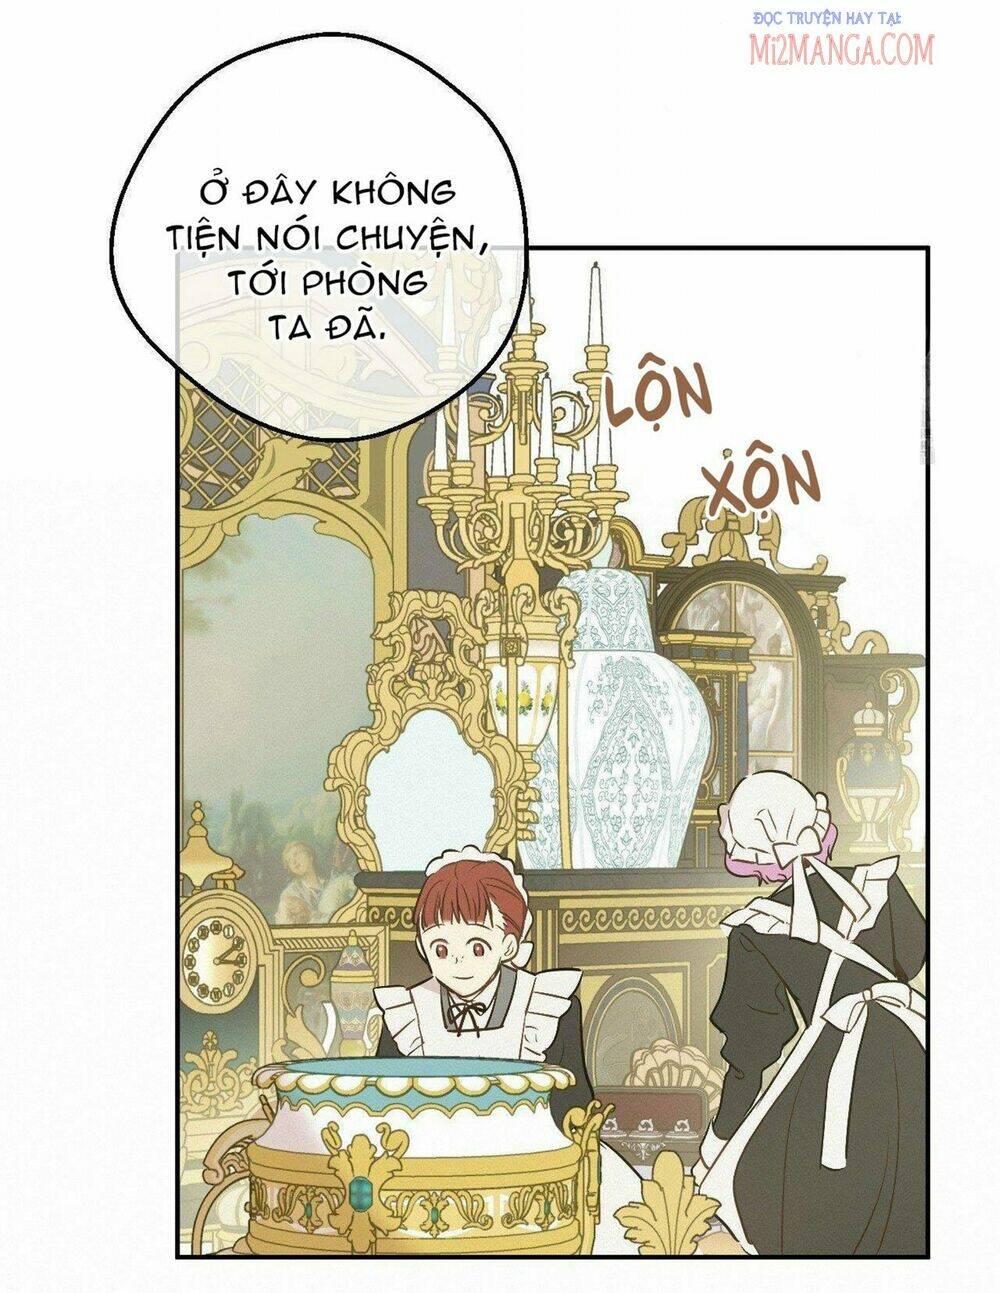 ĐỌC TRUYỆN HAY TẠI:
MI2MANGA.COM
Ở ĐÂY KHÔNG
TIỆN NÓI CHUYỆN,
TỚI PHÒNG
TA ĐÃ.
LỘN
XỘN